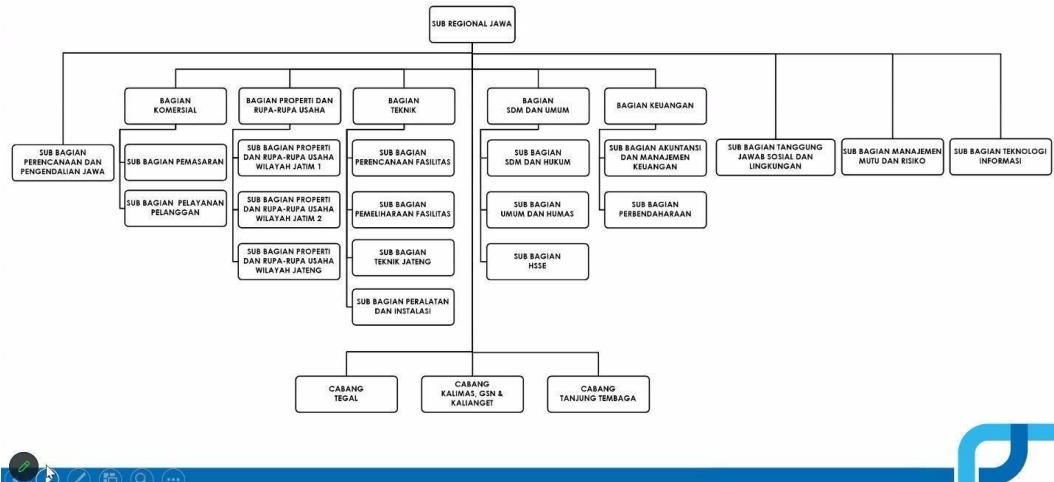 SUB REGIONAL JAWA
BAGIAN
KOMERSIAL
BAGIAN PROPERTI DAN
RUPA-RUPA USAHA
BAGIAN
TEKNIK
BAGIAN
SDM DAN UMUM
BAGIAN KEUANGAN
SUB BAGIAN
PERENCANAAN DAN
PENGENDALIAN JAWA
SUB BAGIAN PEMASARAN
SUB BAGIAN PELAYANAN
PELANGGAN
SUB BAGIAN PROPERTI
DAN RUPA-RUPA USAHA
WILAYAH JATIM 1
SUB BAGIAN PROPERTI
DAN RUPA-RUPA USAHA
WILAYAH JATIM 2
SUB BAGIAN PROPERTI
DAN RUPA-RUPA USAHA
WILAYAH JATENG
SUB BAGIAN
PERENCANAAN FASILITAS
SUB BAGIAN
PEMELIHARAAN FASILITAS
SUB BAGIAN
TEKNIK JATENG
SUB BAGIAN PERALATAN
DAN INSTALASI
SUB BAGIAN
SDM DAN HUKUM
SUB BAGIAN
UMUM DAN HUMAS
SUB BAGIAN
HSSE
SUB BAGIAN AKUNTANSI
DAN MANAJEMEN
KEUANGAN
SUB BAGIAN
PERBENDAHARAAN
SUB BAGIAN TANGGUNG
JAWAB SOSIAL DAN
LINGKUNGAN
SUB BAGIAN MANAJEMEN
MUTU DAN RISIKO
SUB BAGIAN TEKNOLOGI
INFORMASI
CABANG
TEGAL
CABANG
KALIMAS, GSN &
KALIANGET
CABANG
TANJUNG TEMBAGA